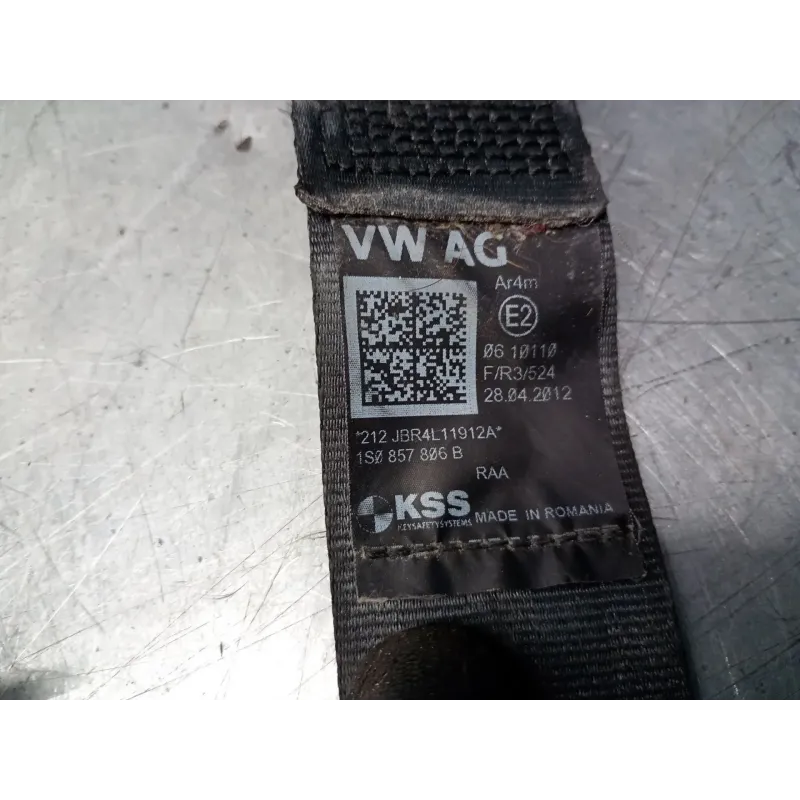 VW AG
Ar4m
E2
06 10110
F/R3/524
28.04.2012
*212 JBR4L11912A*
1S0 857 806 B
RAA
KSS
KEYSAFETYSYSTEMS MADE IN ROMANIA